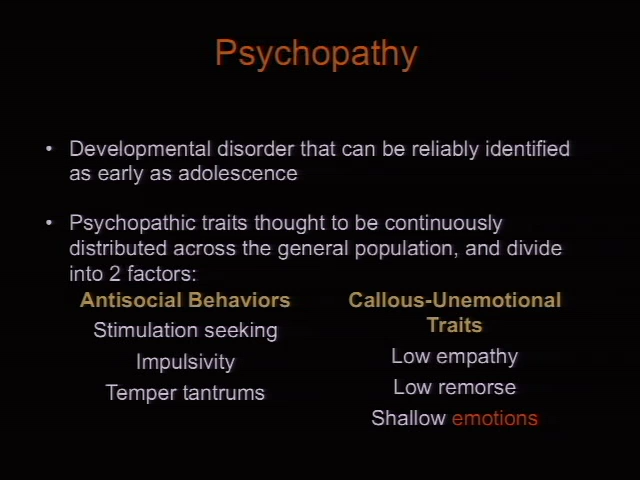 Psychopathy
• Developmental disorder that can be reliably identified
as early as adolescence
• Psychopathic traits thought to be continuously
distributed across the general population, and divide
into 2 factors:
Antisocial Behaviors
Stimulation seeking
Impulsivity
Temper tantrums
Callous-Unemotional
Traits
Low empathy
Low remorse
Shallow emotions